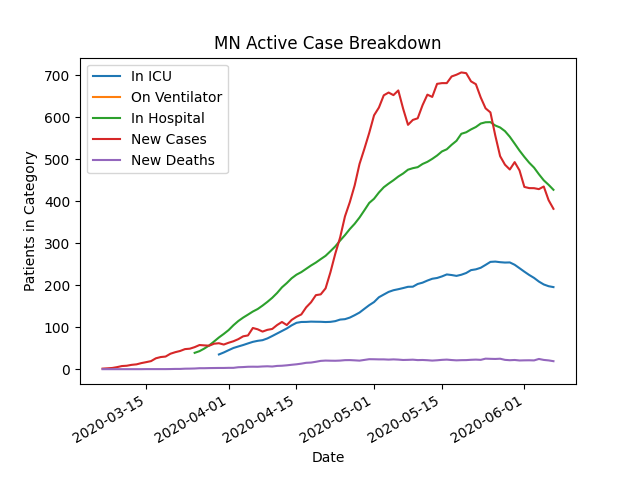 MN Active Case Breakdown
In ICU
On Ventilator
In Hospital
New Cases
New Deaths
Patients in Category
700
600
500
400
300
200
100
0
2020-03-15
2020-04-01
2020-04-15
2020-05-01
2020-05-15
2020-06-01
Date